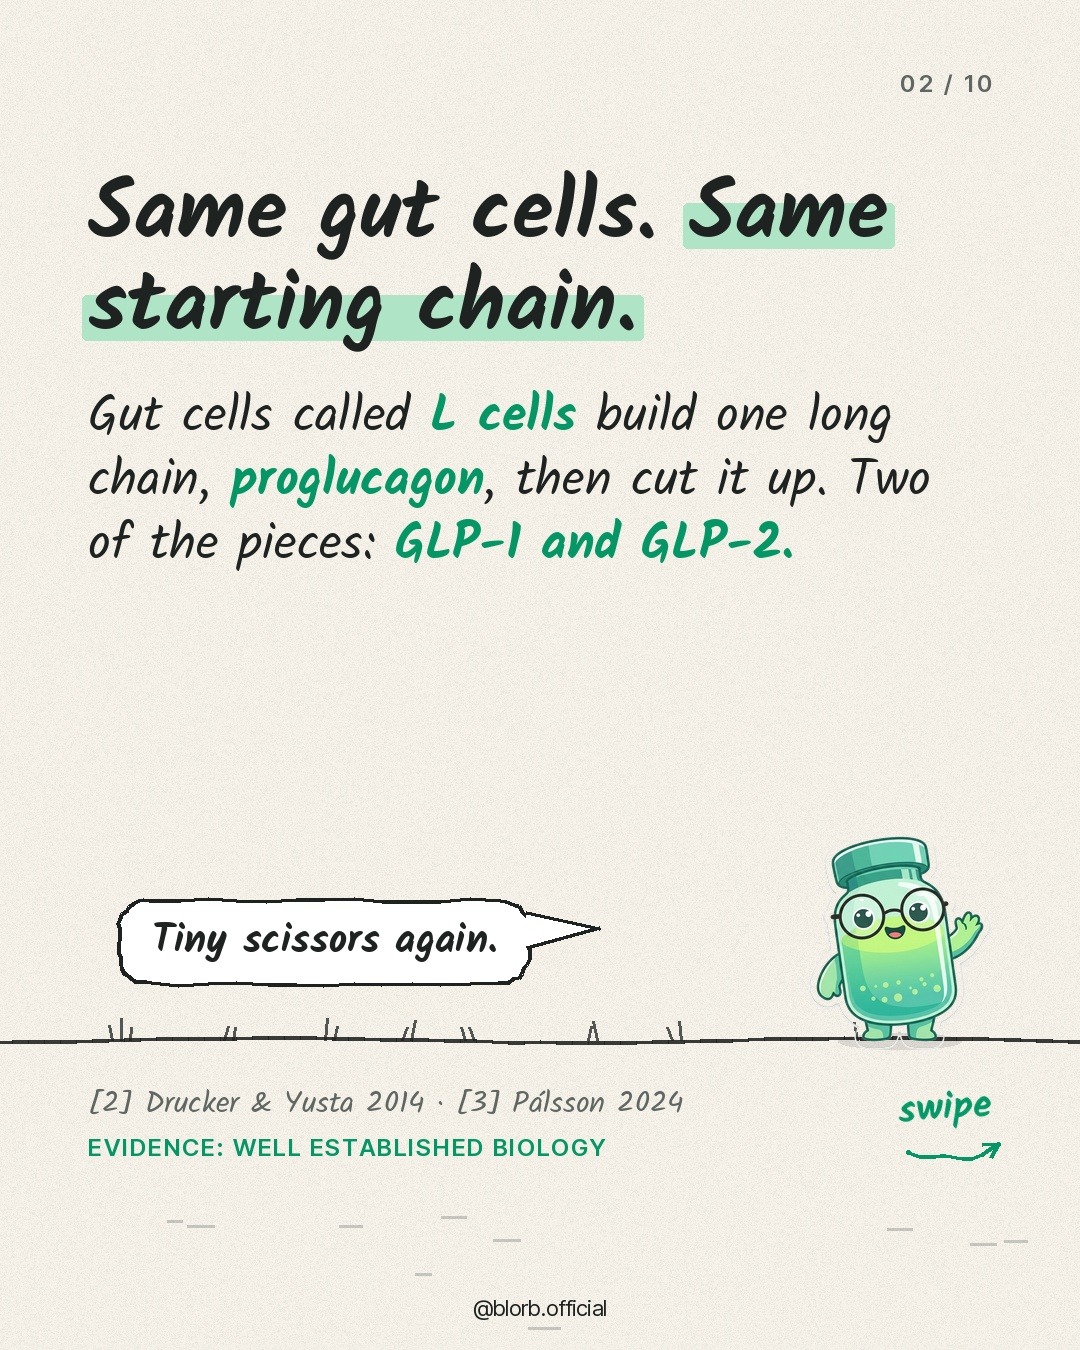 02 / 10
Same gut cells. Same
starting chain.
Gut cells called L cells build one long
chain, proglucagon, then cut it up. Two
of the pieces: GLP-1 and GLP-2.
Tiny scissors again.
[2] Drucker & Yusta 2014 · [3] Pálsson 2024
swipe
EVIDENCE: WELL ESTABLISHED BIOLOGY
@blorb.official